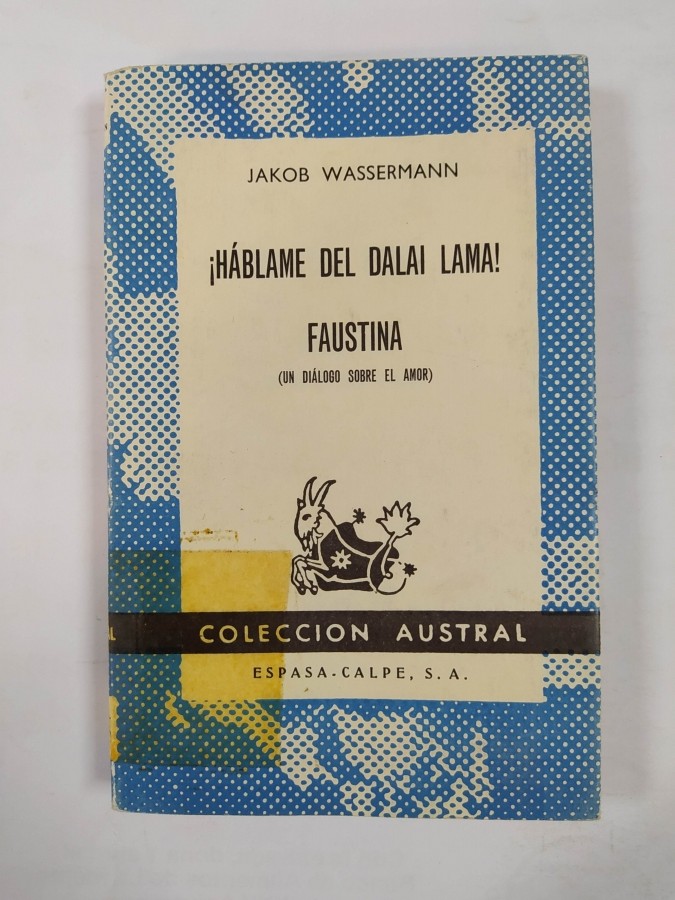 JAKOB WASSERMANN
¡HÁBLAME DEL DALAI LAMA!
FAUSTINA
(UN DIÁLOGO SOBRE EL AMOR)
L COLECCION AUSTRAL
ESPASA-CALPE, S. A.